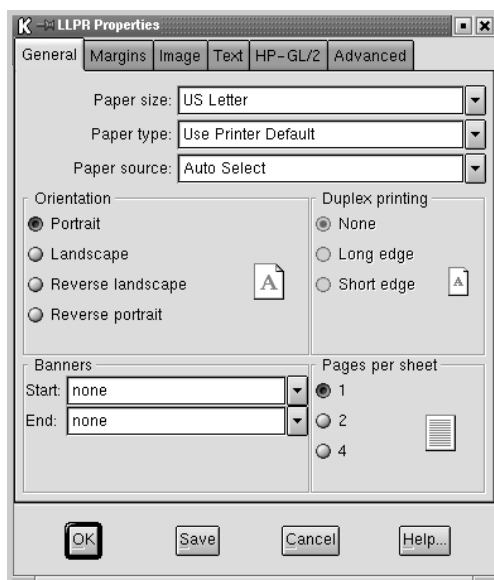 K LLPR Properties
General Margins Image Text HP-GL/2 Advanced
Paper size: US Letter
Paper type: Use Printer Default
Paper source: Auto Select
Orientation
Portrait
Landscape
Reverse landscape
Reverse portrait
A
Duplex printing
None
Long edge
Short edge
A
Banners
Start: none
End: none
Pages per sheet
1
2
4
OK Save Cancel Help...